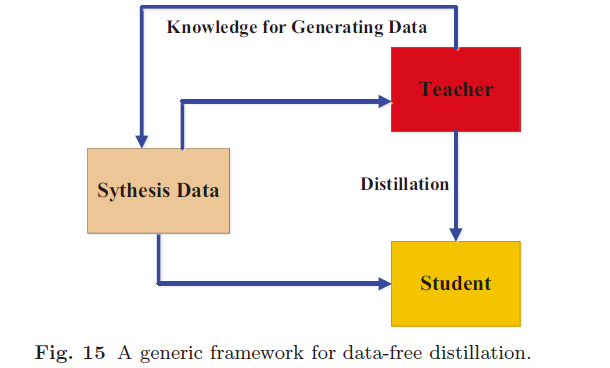 Knowledge for Generating Data
Teacher
Sythesis Data
Distillation
Student
Fig. 15 A generic framework for data-free distillation.